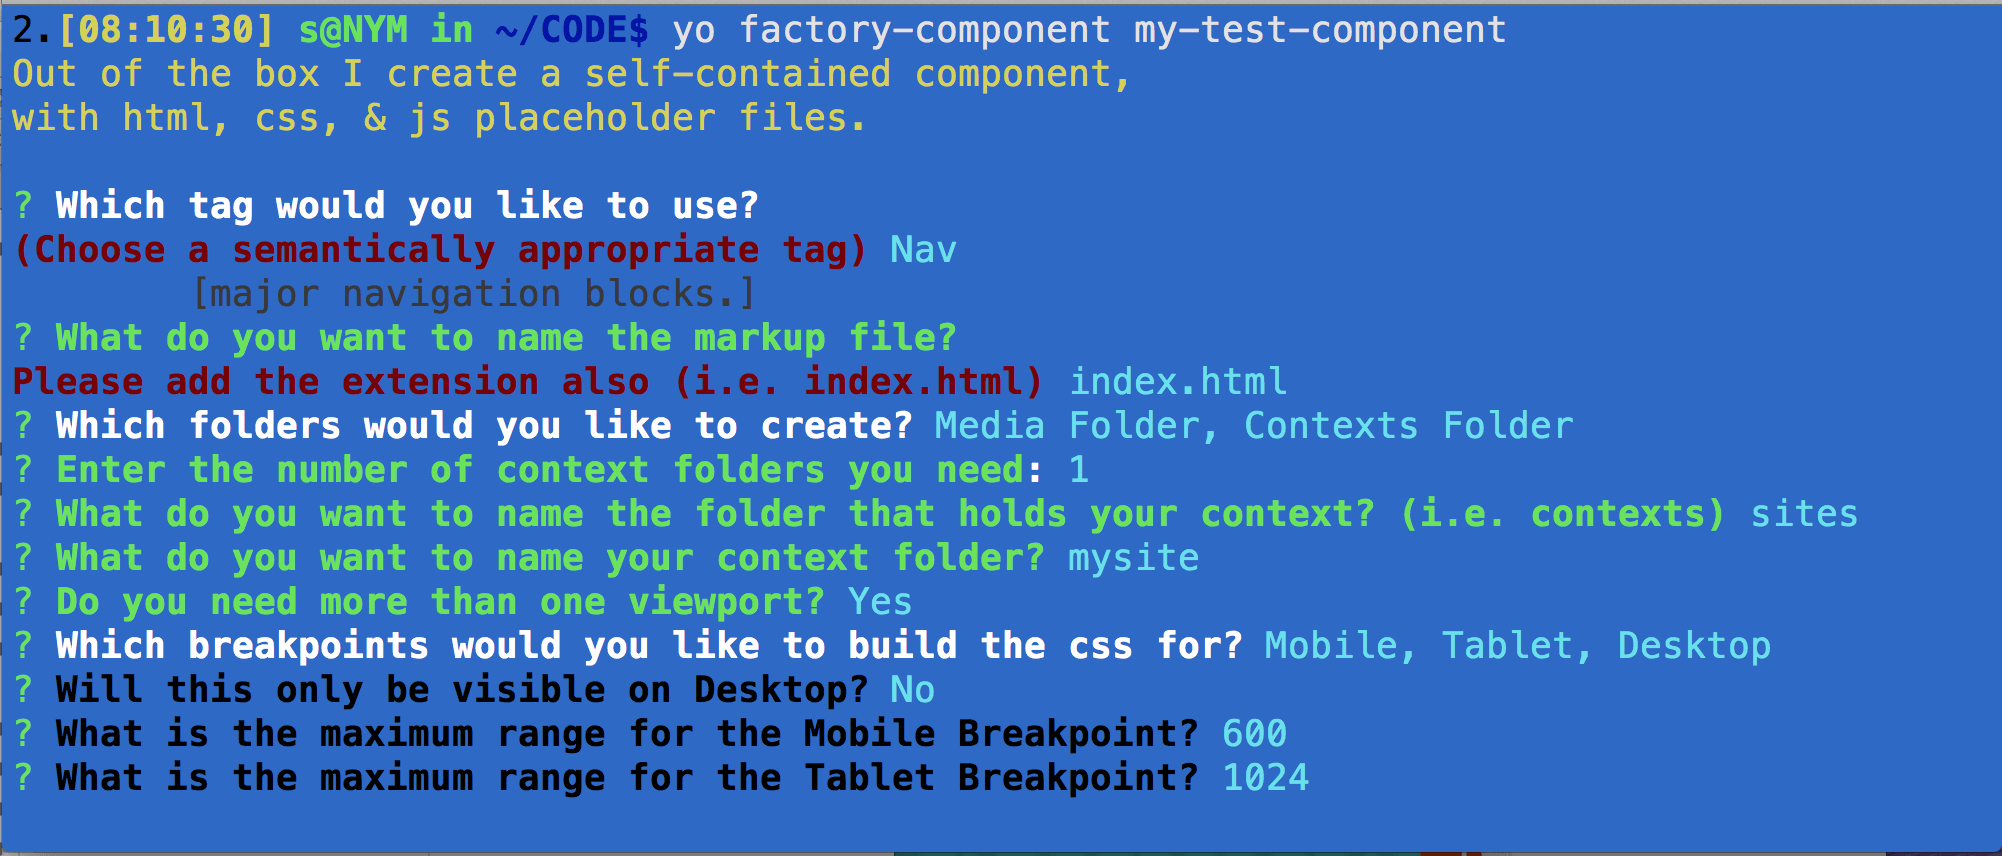 2.[08:10:30] s@NYM in ~/CODE$ yo factory-component my-test-component
Out of the box I create a self-contained component,
with html, css, & js placeholder files.
? Which tag would you like to use?
(Choose a semantically appropriate tag) Nav
[major navigation blocks.]
? What do you want to name the markup file?
Please add the extension also (i.e. index.html) index.html
? Which folders would you like to create? Media Folder, Contexts Folder
? Enter the number of context folders you need: 1
? What do you want to name the folder that holds your context? (i.e. contexts) sites
? What do you want to name your context folder? mysite
? Do you need more than one viewport? Yes
? Which breakpoints would you like to build the css for? Mobile, Tablet, Desktop
? Will this only be visible on Desktop? No
? What is the maximum range for the Mobile Breakpoint? 600
? What is the maximum range for the Tablet Breakpoint? 1024